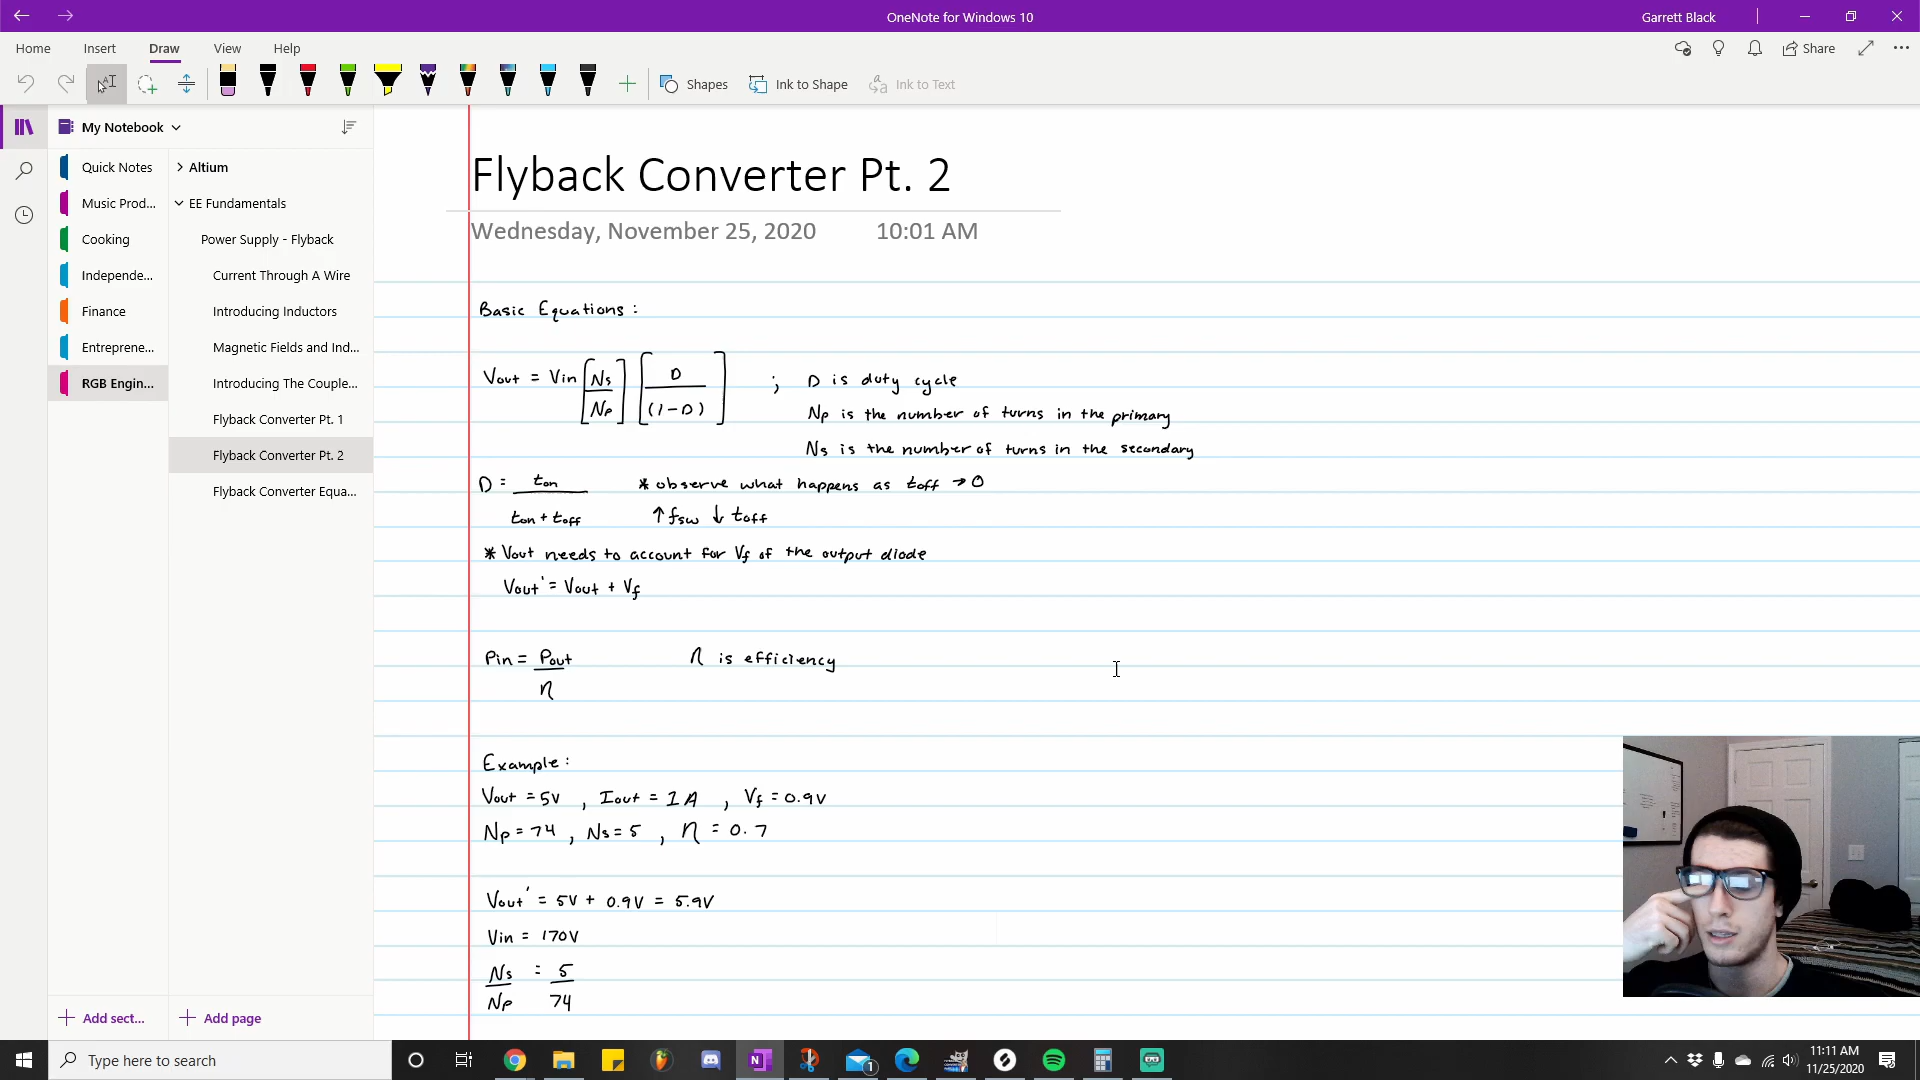 OneNote for Windows 10
Garrett Black
Home Insert Draw View Help
Share
Shapes Ink to Shape Ink to Text
My Notebook
Quick Notes
Music Prod...
Cooking
Independe...
Finance
Entreprene...
RGB Engin...
Altium
EE Fundamentals
Power Supply - Flyback
Current Through A Wire
Introducing Inductors
Magnetic Fields and Ind...
Introducing The Couple...
Flyback Converter Pt. 1
Flyback Converter Pt. 2
Flyback Converter Equa...
Add sect...
Add page
Flyback Converter Pt. 2
Wednesday, November 25, 2020 10:01 AM
Basic Equations:
Vout = Vin [Ns/Np] [D/(1-D)] ; D is duty cycle
Np is the number of turns in the primary
Ns is the number of turns in the secondary
D = ton/(ton + toff) * observe what happens as toff → 0
↑ fsw ↓ toff
* Vout needs to account for Vf of the output diode
Vout' = Vout + Vf
Pin = Pout/η η is efficiency
Example:
Vout = 5V , Iout = 1A , Vf = 0.9V
Np = 74 , Ns = 5 , η = 0.7
Vout' = 5V + 0.9V = 5.9V
Vin = 170V
Ns/Np = 5/74
Type here to search
1
11:11 AM
11/25/2020